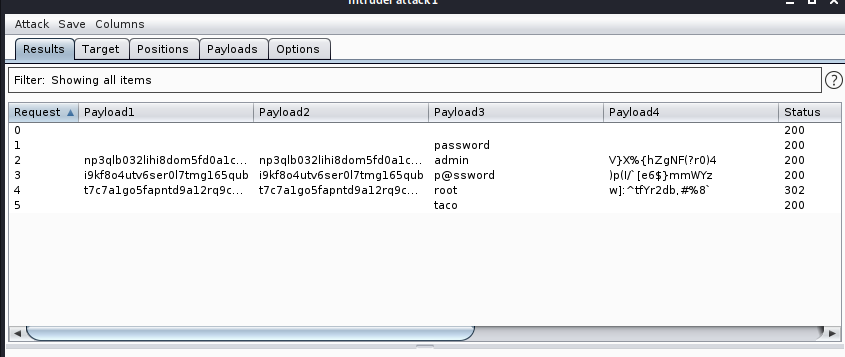 Intruder attack1
Attack Save Columns
Results Target Positions Payloads Options
Filter: Showing all items ?
Request Payload1 Payload2 Payload3 Payload4 Status
0 200
1 password 200
2 np3qlb032lihi8dom5fd0a1c... np3qlb032lihi8dom5fd0a1c... admin V}X%{hZgNF(?r0)4 200
3 i9kf8o4utv6ser0l7tmg165qub i9kf8o4utv6ser0l7tmg165qub p@ssword )p(I/`[e6$}mmWYz 200
4 t7c7a1go5fapntd9a12rq9c... t7c7a1go5fapntd9a12rq9c... root w]:^tfYr2db,#%8` 302
5 taco 200